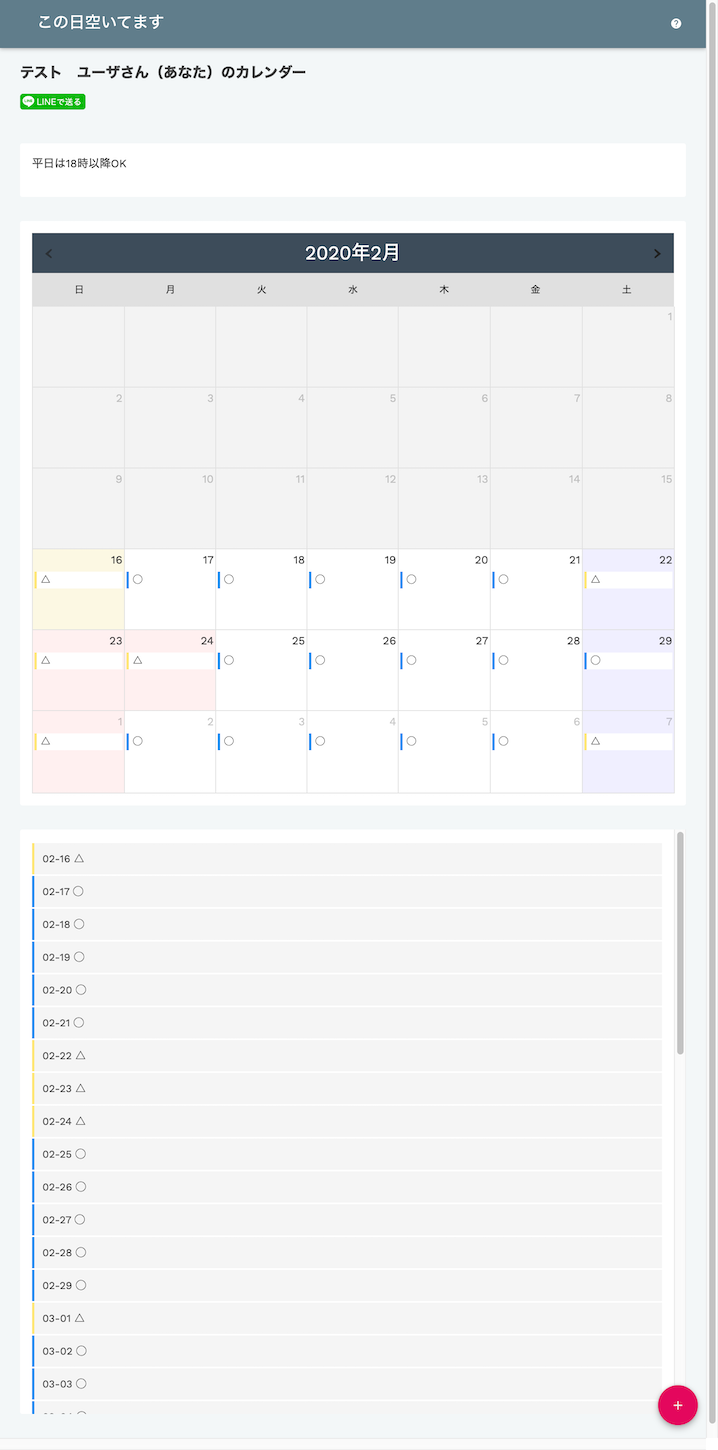 この日空いてます
?
テスト　ユーザさん（あなた）のカレンダー
LINE LINEで送る
平日は18時以降OK
< 2020年2月 >
日 月 火 水 木 金 土
1
2 3 4 5 6 7 8
9 10 11 12 13 14 15
16 17 18 19 20 21 22
△ ○ ○ ○ ○ ○ △
23 24 25 26 27 28 29
△ △ ○ ○ ○ ○ ○
1 2 3 4 5 6 7
△ ○ ○ ○ ○ ○ △
02-16 △
02-17 ○
02-18 ○
02-19 ○
02-20 ○
02-21 ○
02-22 △
02-23 △
02-24 △
02-25 ○
02-26 ○
02-27 ○
02-28 ○
02-29 ○
03-01 △
03-02 ○
03-03 ○
+